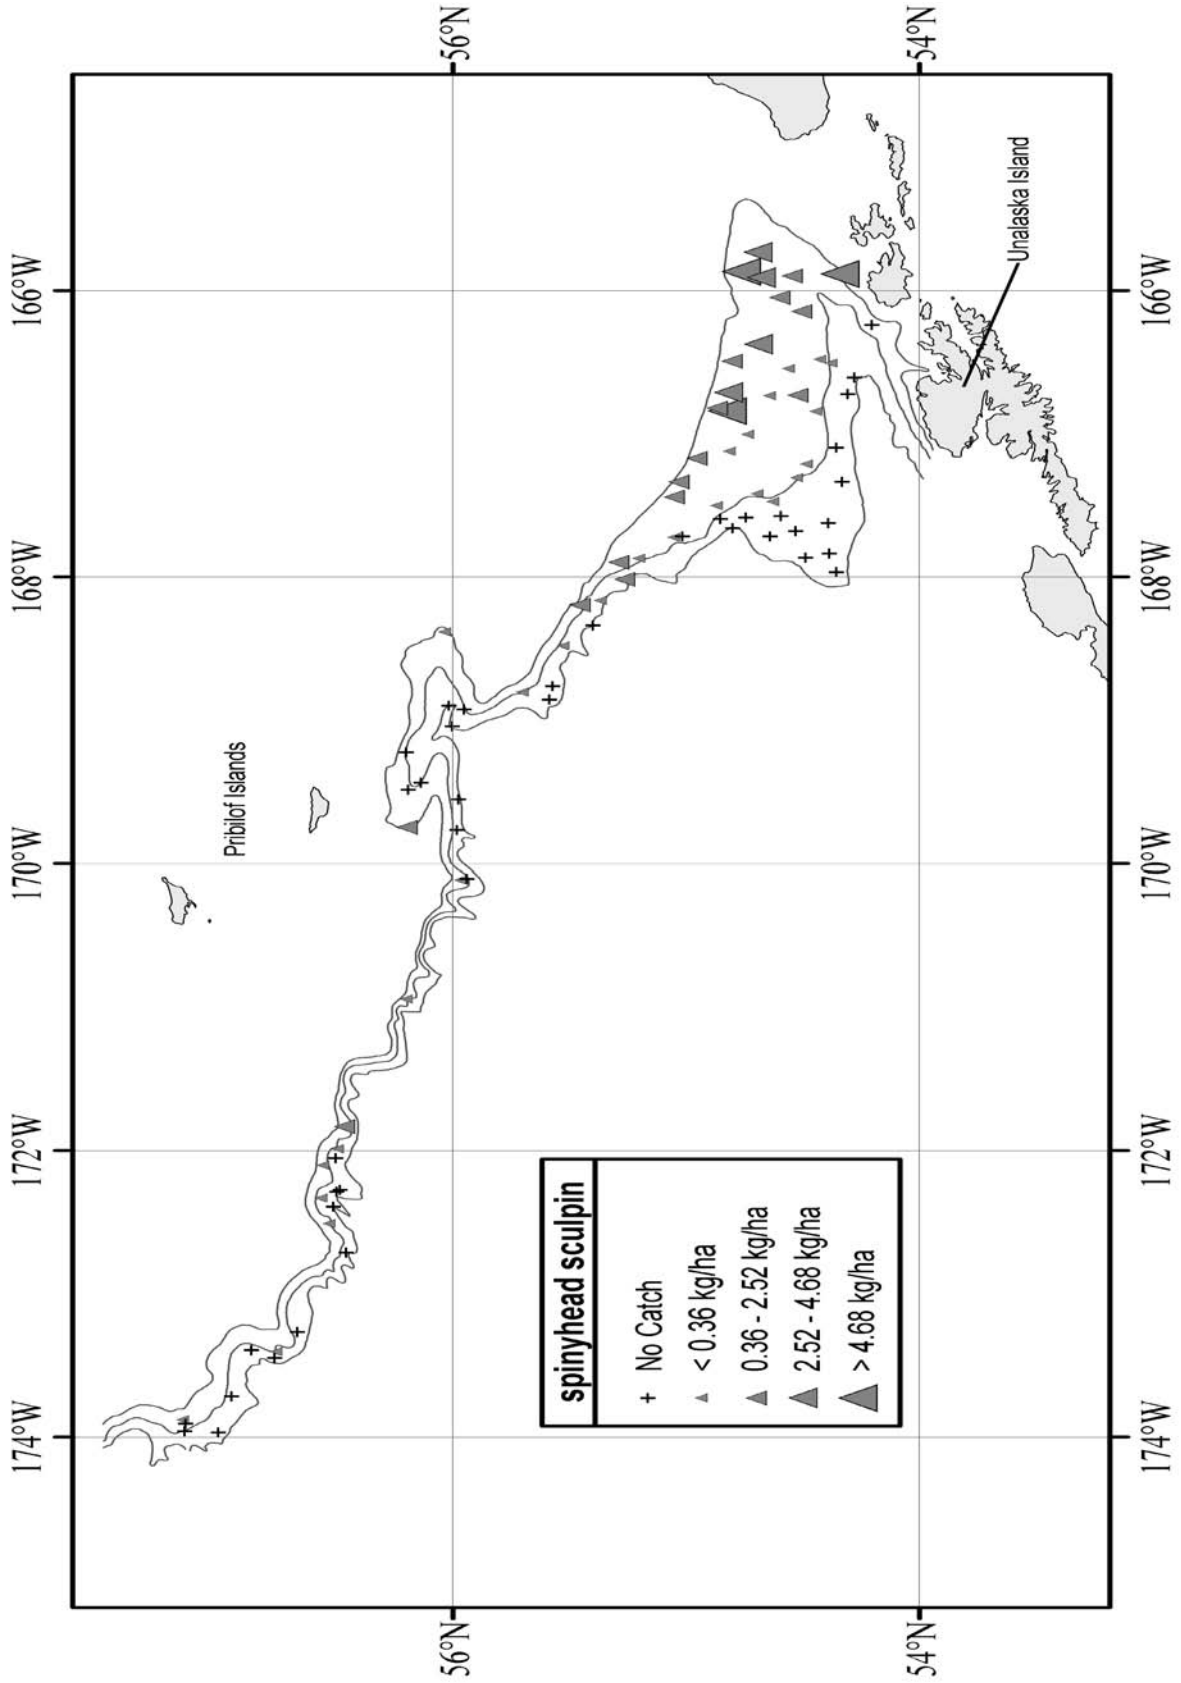 174°W
172°W
170°W
168°W
166°W
56°N
56°N
Pribilof Islands
54°N
54°N
Unalaska Island
spinyhead sculpin
No Catch
< 0.36 kg/ha
0.36 - 2.52 kg/ha
2.52 - 4.68 kg/ha
> 4.68 kg/ha
174°W
172°W
170°W
168°W
166°W